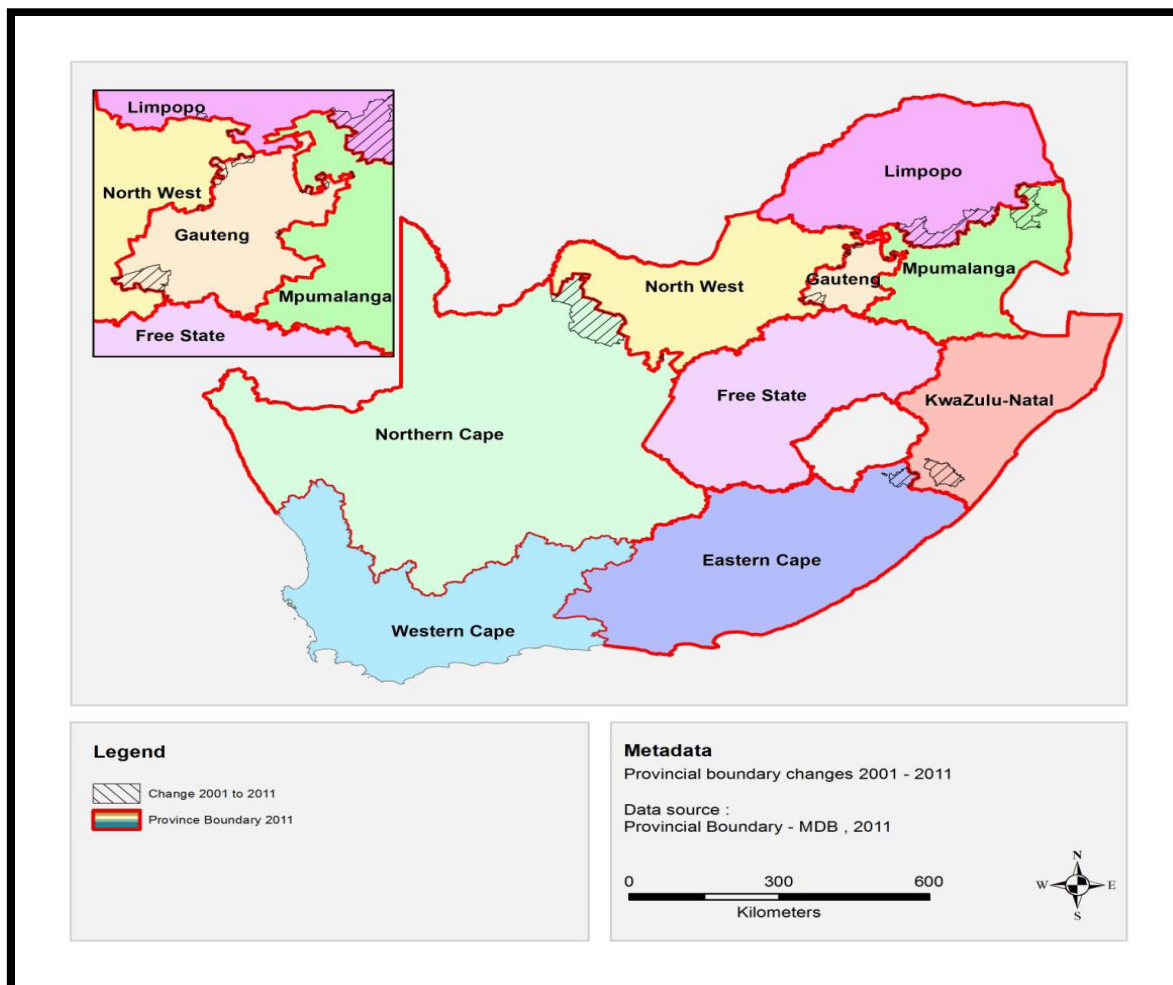 Limpopo
North West
Gauteng
Mpumalanga
Free State
Limpopo
North West
Gauteng
Mpumalanga
Free State
KwaZulu-Natal
Northern Cape
Eastern Cape
Western Cape
Legend
Change 2001 to 2011
Province Boundary 2011
Metadata
Provincial boundary changes 2001 - 2011
Data source :
Provincial Boundary - MDB , 2011
0 300 600
Kilometers
N
W E
S